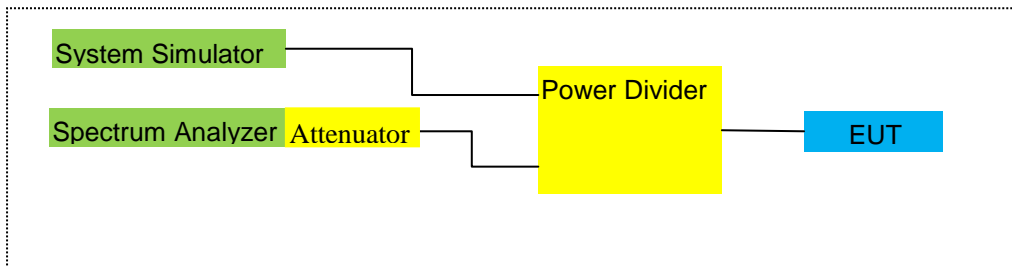 System Simulator
Power Divider
Spectrum Analyzer Attenuator
EUT